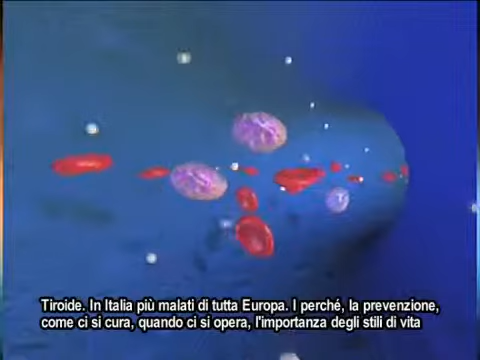 Tiroide. In Italia più malati di tutta Europa. I perché, la prevenzione,
come ci si cura, quando ci si opera, l'importanza degli stili di vita